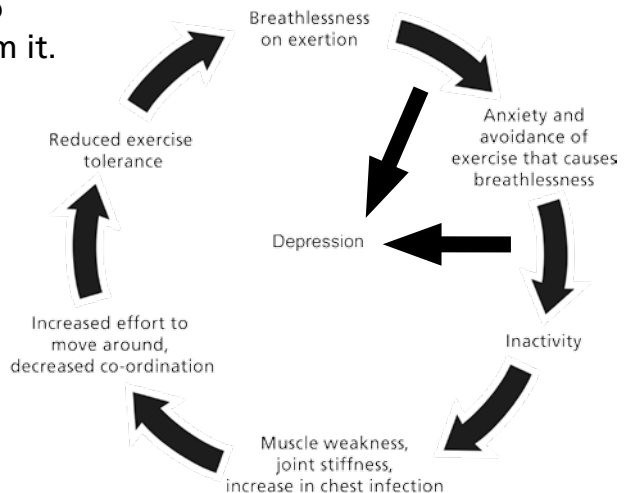 m it.
Breathlessness
on exertion
Anxiety and
avoidance of
exercise that causes
breathlessness
Inactivity
Muscle weakness,
joint stiffness,
increase in chest infection
Increased effort to
move around,
decreased co-ordination
Reduced exercise
tolerance
Depression